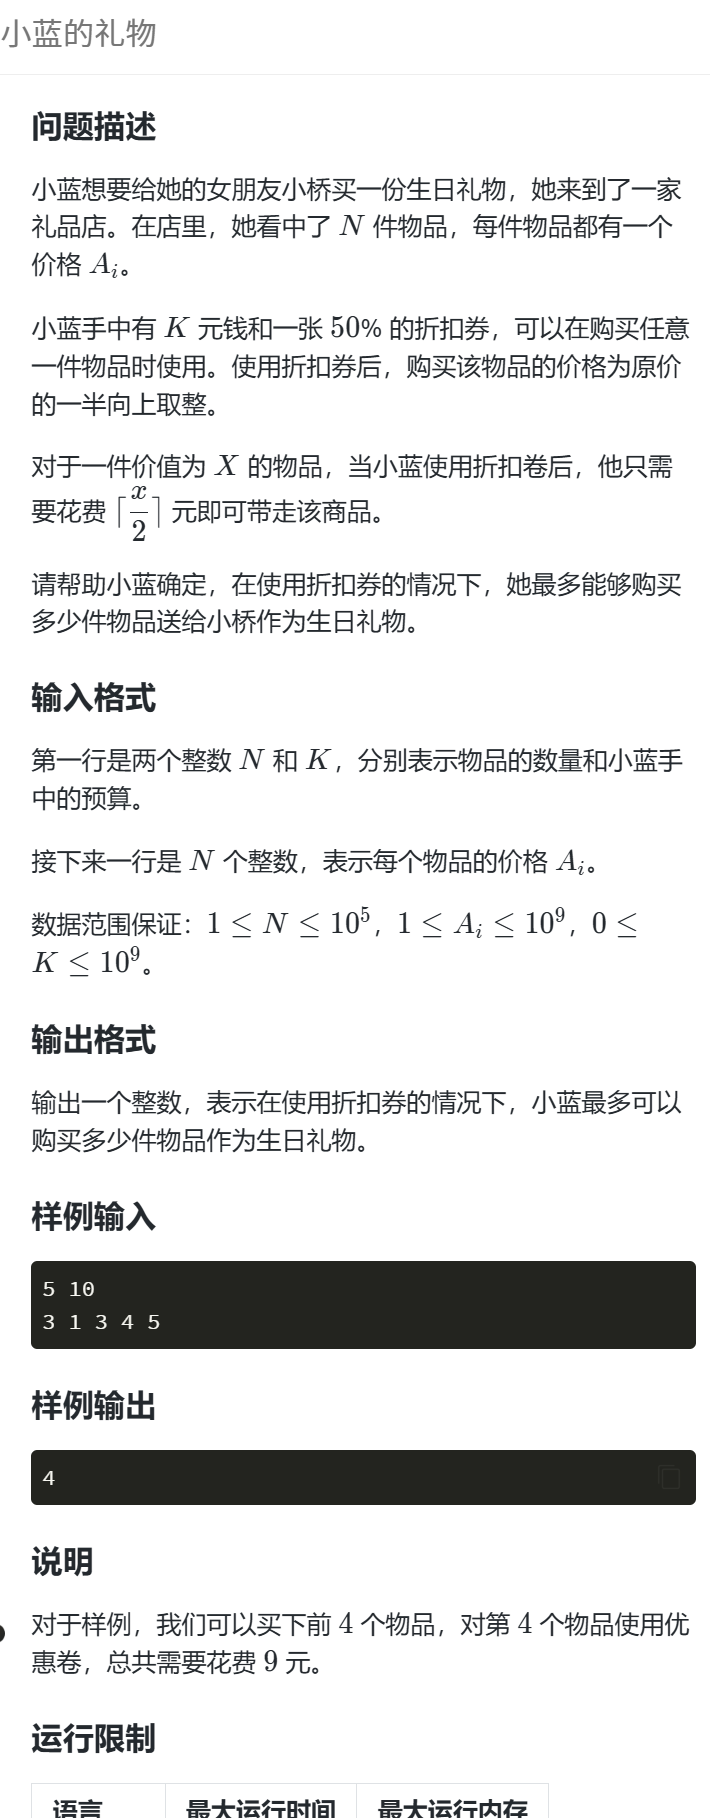 小蓝的礼物
问题描述
小蓝想要给她的女朋友小桥买一份生日礼物，她来到了一家
礼品店。在店里，她看中了 N 件物品，每件物品都有一个
价格 A_i。
小蓝手中有 K 元钱和一张 50% 的折扣券，可以在购买任意
一件物品时使用。使用折扣券后，购买该物品的价格为原价
的一半向上取整。
对于一件价值为 X 的物品，当小蓝使用折扣卷后，他只需
要花费 ⌈x/2⌉ 元即可带走该商品。
请帮助小蓝确定，在使用折扣券的情况下，她最多能够购买
多少件物品送给小桥作为生日礼物。
输入格式
第一行是两个整数 N 和 K，分别表示物品的数量和小蓝手
中的预算。
接下来一行是 N 个整数，表示每个物品的价格 A_i。
数据范围保证：1 ≤ N ≤ 10^5，1 ≤ A_i ≤ 10^9，0 ≤
K ≤ 10^9。
输出格式
输出一个整数，表示在使用折扣券的情况下，小蓝最多可以
购买多少件物品作为生日礼物。
样例输入
5 10
3 1 3 4 5
样例输出
4
说明
对于样例，我们可以买下前 4 个物品，对第 4 个物品使用优
惠卷，总共需要花费 9 元。
运行限制
语言 最大运行时间 最大运行内存